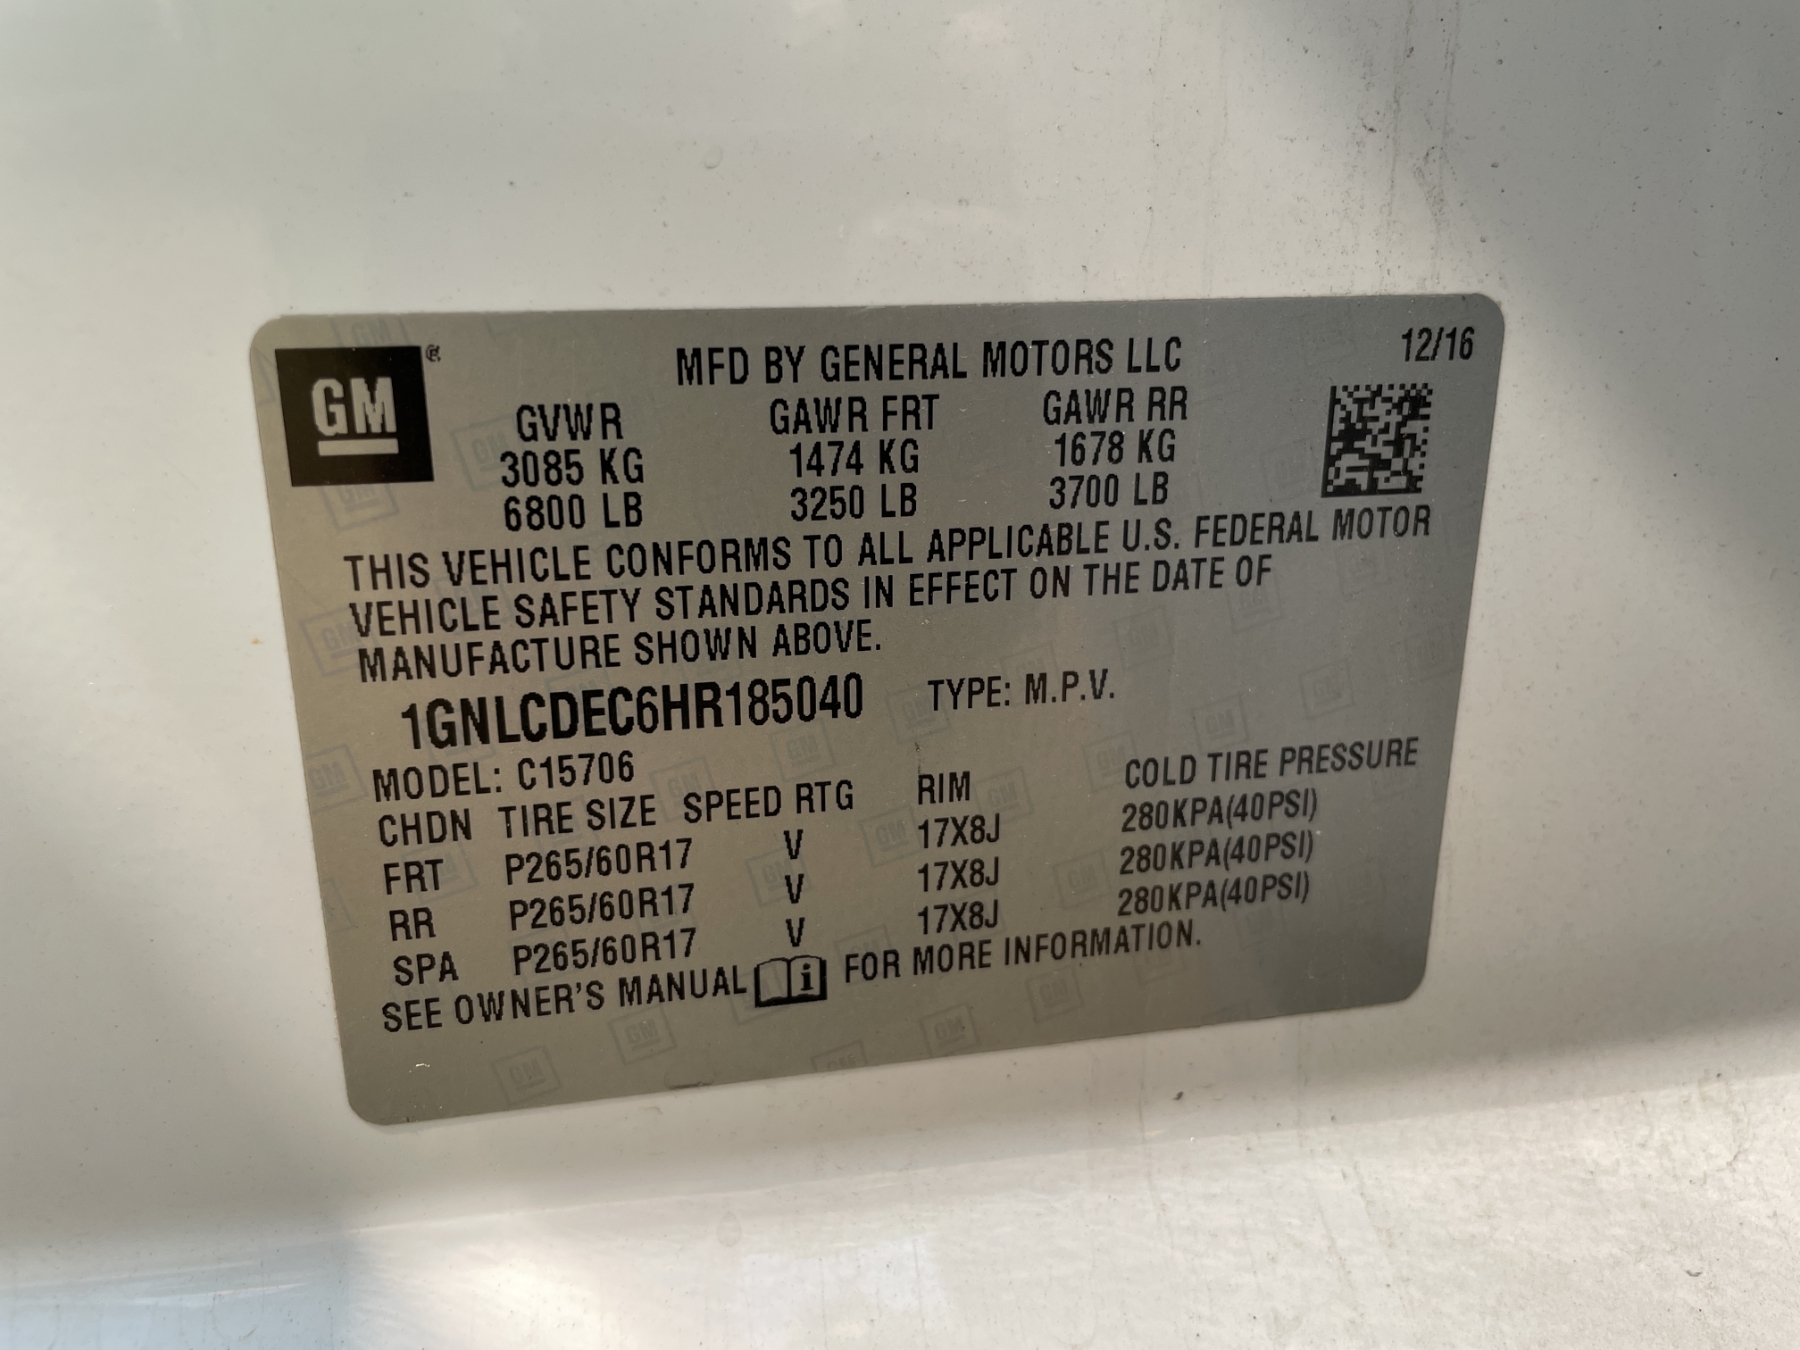 GM ®
MFD BY GENERAL MOTORS LLC 12/16
GVWR GAWR FRT GAWR RR
3085 KG 1474 KG 1678 KG
6800 LB 3250 LB 3700 LB
THIS VEHICLE CONFORMS TO ALL APPLICABLE U.S. FEDERAL MOTOR
VEHICLE SAFETY STANDARDS IN EFFECT ON THE DATE OF
MANUFACTURE SHOWN ABOVE.
1GNLCDEC6HR185040 TYPE: M.P.V.
MODEL: C15706
CHDN TIRE SIZE SPEED RTG RIM COLD TIRE PRESSURE
FRT P265/60R17 V 17X8J 280KPA(40PSI)
RR P265/60R17 V 17X8J 280KPA(40PSI)
SPA P265/60R17 V 17X8J 280KPA(40PSI)
SEE OWNER'S MANUAL i FOR MORE INFORMATION.